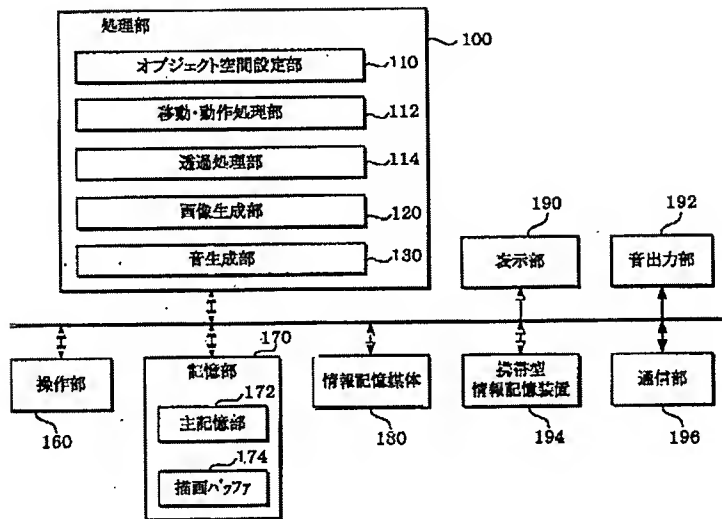 処理部
100
オブジェクト空間設定部
110
移動・動作処理部
112
透過処理部
114
画像生成部
120
音生成部
130
190
表示部
192
音出力部
操作部
160
170
記憶部
172
主記憶部
174
描画バッファ
情報記憶媒体
180
携帯型
情報記憶装置
194
通信部
196